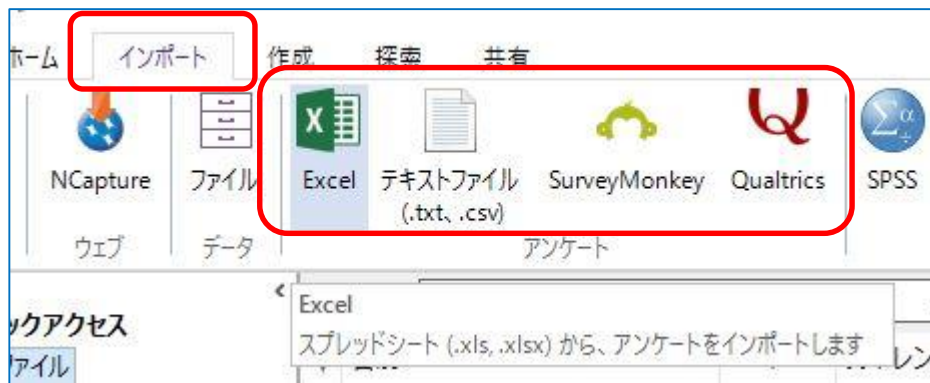 ホーム インポート 作成 探索 共有
NCapture ファイル Excel テキストファイル SurveyMonkey Qualtrics SPSS
(.txt、.csv)
ウェブ データ アンケート
Excel
ックアクセス
スプレッドシート (.xls, .xlsx) から、アンケートをインポートします
ファイル